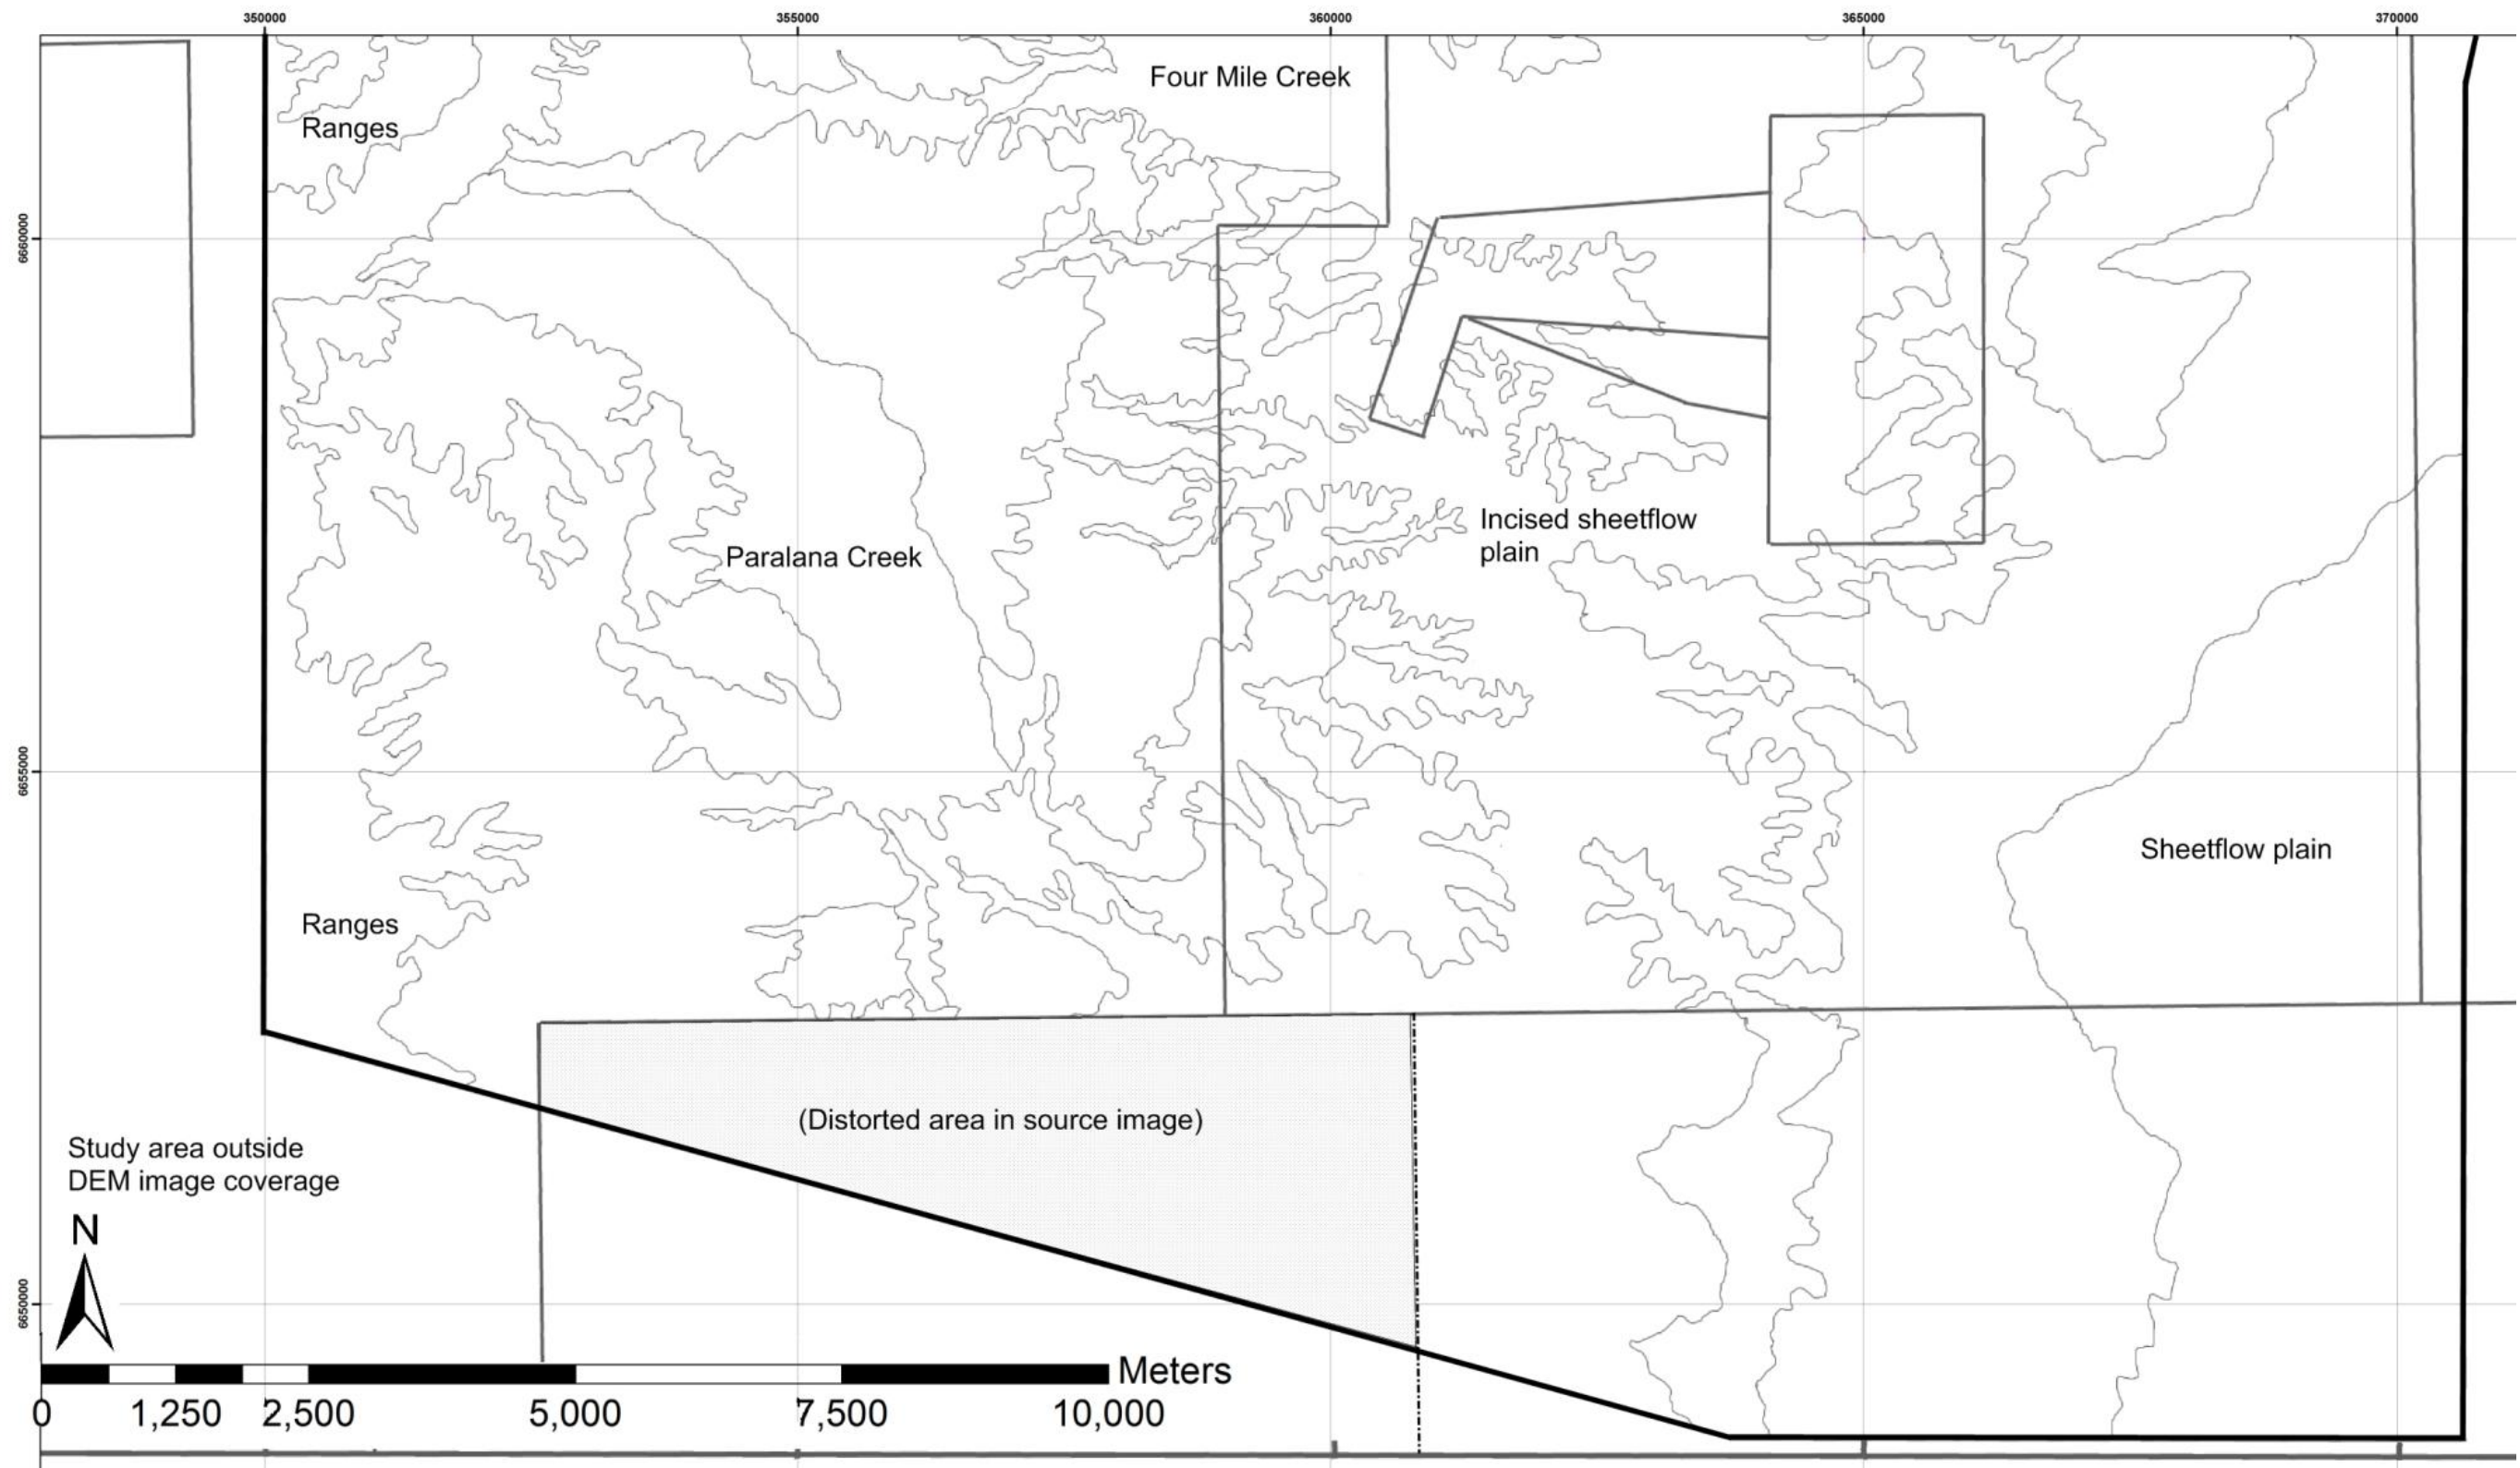 350000 355000 360000 365000 370000
Four Mile Creek
Ranges
6660000
Incised sheetflow
plain
Paralana Creek
6655000
Sheetflow plain
Ranges
(Distorted area in source image)
Study area outside
DEM image coverage
N
6650000
Meters
0 1,250 2,500 5,000 7,500 10,000